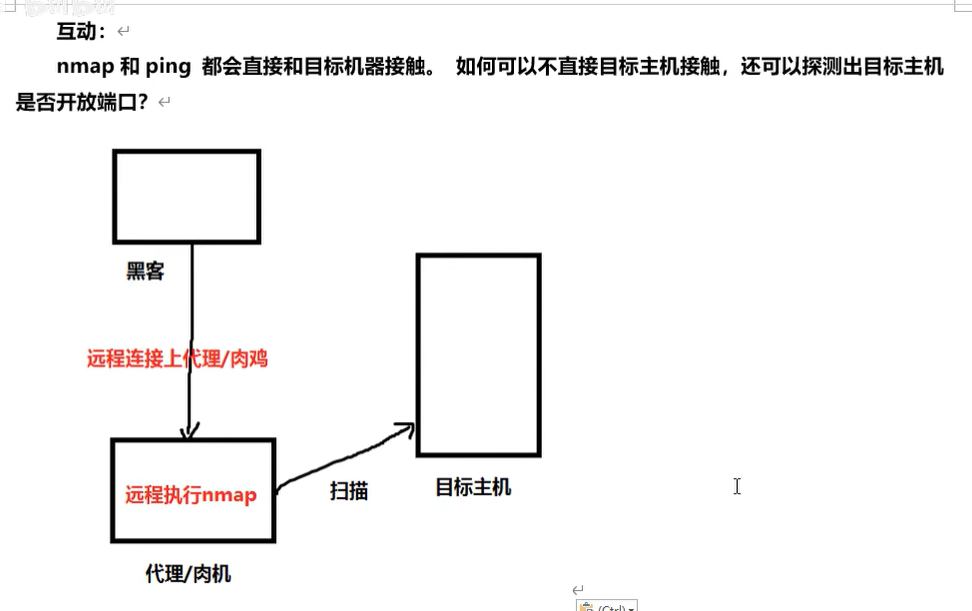 互动：
nmap 和 ping 都会直接和目标机器接触。 如何可以不直接目标主机接触，还可以探测出目标主机
是否开放端口？
黑客
远程连接上代理/肉鸡
远程执行nmap
扫描
目标主机
代理/肉机
(Ctrl)